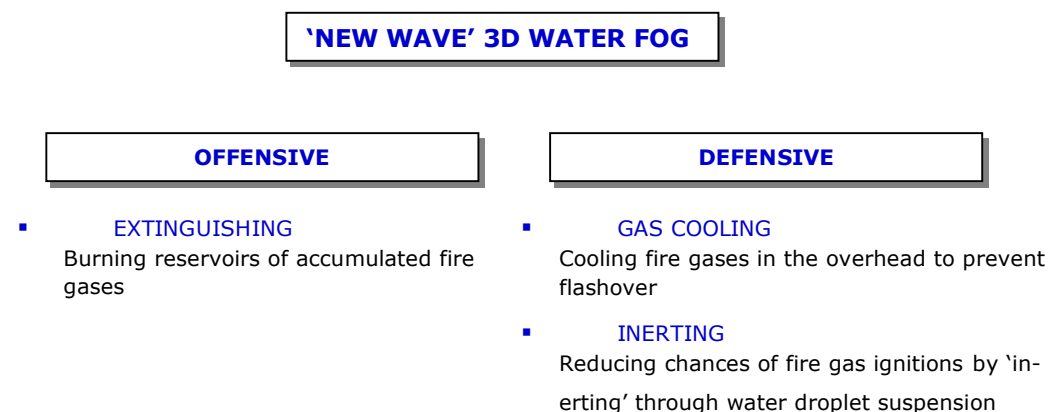 ‘NEW WAVE’ 3D WATER FOG
OFFENSIVE
▪ EXTINGUISHING
Burning reservoirs of accumulated fire
gases
DEFENSIVE
▪ GAS COOLING
Cooling fire gases in the overhead to prevent
flashover
▪ INERTING
Reducing chances of fire gas ignitions by ‘in-
erting’ through water droplet suspension